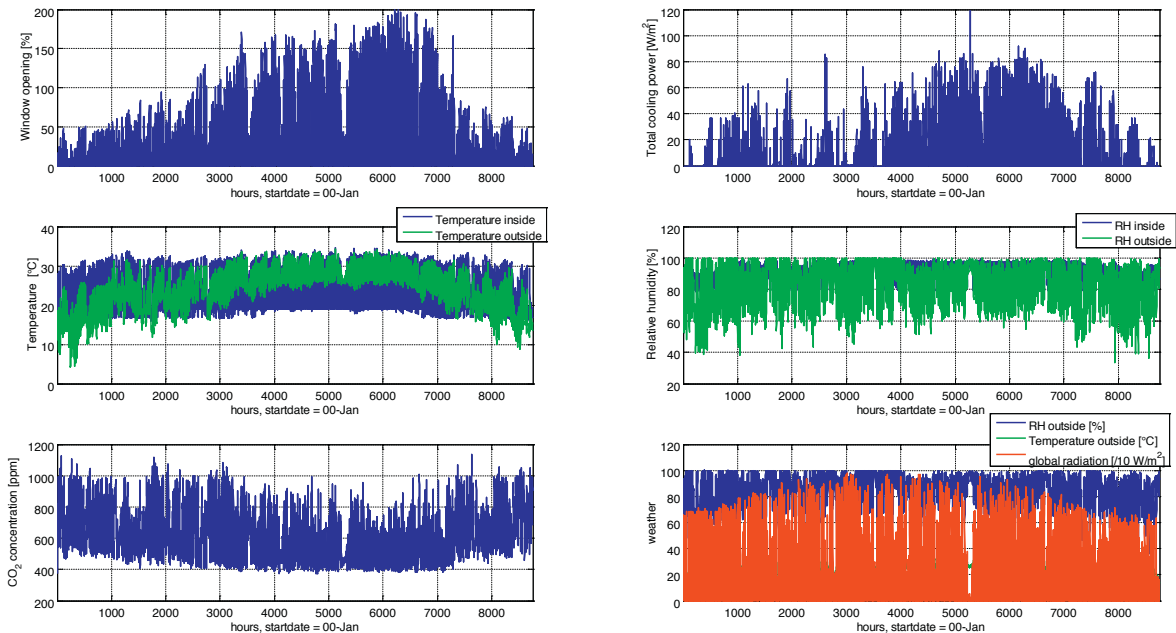 Window opening [%]
200
150
100
50
0
1000 2000 3000 4000 5000 6000 7000 8000
hours, startdate = 00-Jan
Total cooling power [W/m²]
120
100
80
60
40
20
0
1000 2000 3000 4000 5000 6000 7000 8000
hours, startdate = 00-Jan
Temperature inside
Temperature outside
Temperature [°C]
40
30
20
10
0
1000 2000 3000 4000 5000 6000 7000 8000
hours, startdate = 00-Jan
RH inside
RH outside
Relative humidity [%]
100
80
60
40
20
1000 2000 3000 4000 5000 6000 7000 8000
hours, startdate = 00-Jan
CO₂ concentration [ppm]
1200
1000
800
600
400
200
1000 2000 3000 4000 5000 6000 7000 8000
hours, startdate = 00-Jan
RH outside [%]
Temperature outside [°C]
global radiation [/10 W/m²]
weather
100
80
60
40
20
0
1000 2000 3000 4000 5000 6000 7000 8000
hours, startdate = 00-Jan